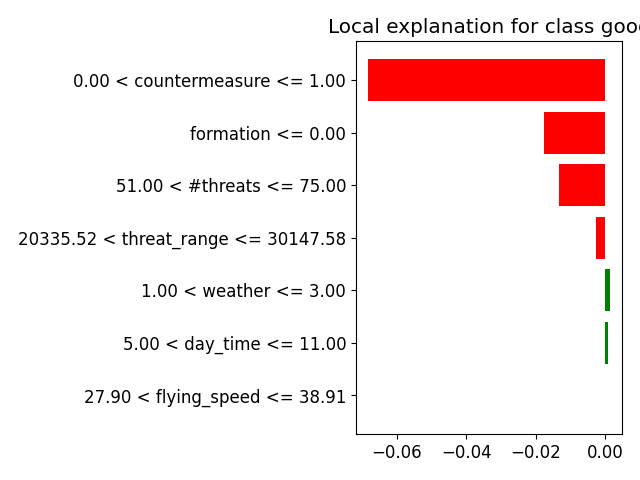 Local explanation for class good
0.00 < countermeasure <= 1.00
formation <= 0.00
51.00 < #threats <= 75.00
20335.52 < threat_range <= 30147.58
1.00 < weather <= 3.00
5.00 < day_time <= 11.00
27.90 < flying_speed <= 38.91
−0.06 −0.04 −0.02 0.00